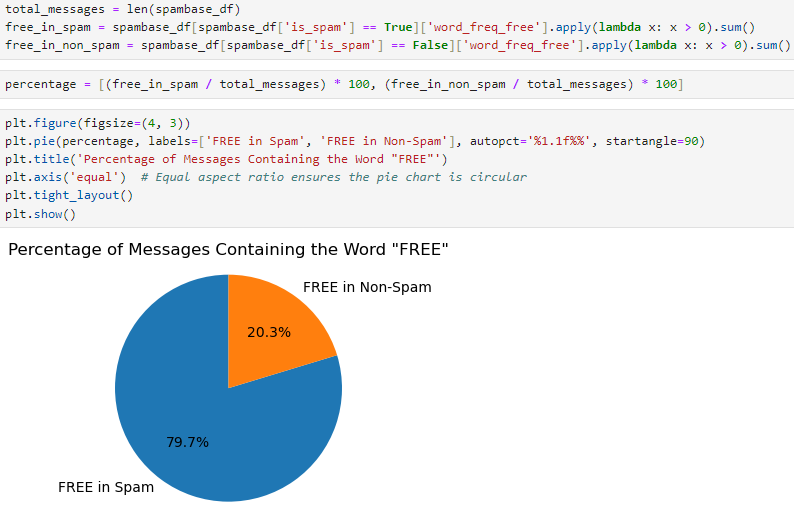 total_messages = len(spambase_df)
free_in_spam = spambase_df[spambase_df['is_spam'] == True]['word_freq_free'].apply(lambda x: x > 0).sum()
free_in_non_spam = spambase_df[spambase_df['is_spam'] == False]['word_freq_free'].apply(lambda x: x > 0).sum()
percentage = [(free_in_spam / total_messages) * 100, (free_in_non_spam / total_messages) * 100]
plt.figure(figsize=(4, 3))
plt.pie(percentage, labels=['FREE in Spam', 'FREE in Non-Spam'], autopct='%1.1f%%', startangle=90)
plt.title('Percentage of Messages Containing the Word "FREE"')
plt.axis('equal')  # Equal aspect ratio ensures the pie chart is circular
plt.tight_layout()
plt.show()
Percentage of Messages Containing the Word "FREE"
FREE in Non-Spam
20.3%
79.7%
FREE in Spam